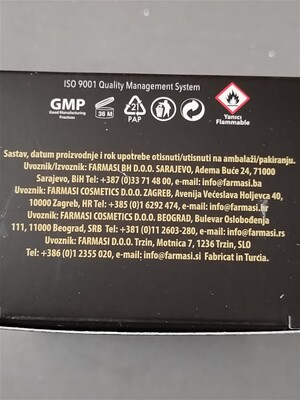 ISO 9001 Quality Management System
GMP
Good Manufacturing
Practices
36 M
21
PAP
Yanıcı
Flammable
Sastav, datum proizvodnje i rok upotrebe otisnuti/utisnuti na ambalaži/pakiranju.
Uvoznik/Izvoznik: FARMASI BH D.O.O. SARAJEVO, Adema Buće 24, 71000
Sarajevo, BiH Tel: +387 (0)33 71 48 00, e-mail: info@farmasi.ba
Uvoznik: FARMASI COSMETICS D.O.O. ZAGREB, Avenija Većeslava Holjevca 40,
10000 Zagreb, HR Tel: +385 (0)1 6292 474, e-mail: info@farmasi.hr
Uvoznik: FARMASI COSMETICS D.O.O. BEOGRAD, Bulevar Oslobođenja
111, 11000 Beograd, SRB Tel: +381 (0)11 2603-280, e-mail: info@farmasi.rs
Uvoznik: FARMASI D.O.O. Trzin, Motnica 7, 1236 Trzin, SLO
Tel: +386 (0)1 2355 020, e-mail: info@farmasi.si Fabricat in Turcia.